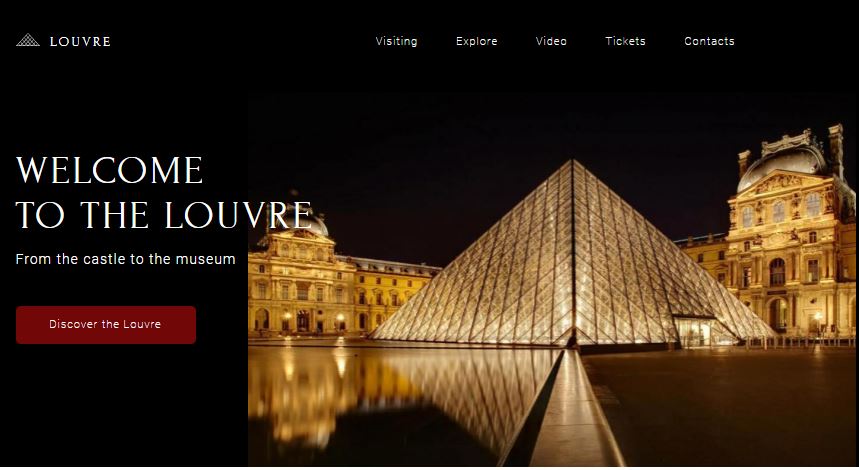 LOUVRE
Visiting
Explore
Video
Tickets
Contacts
WELCOME
TO THE LOUVRE
From the castle to the museum
Discover the Louvre